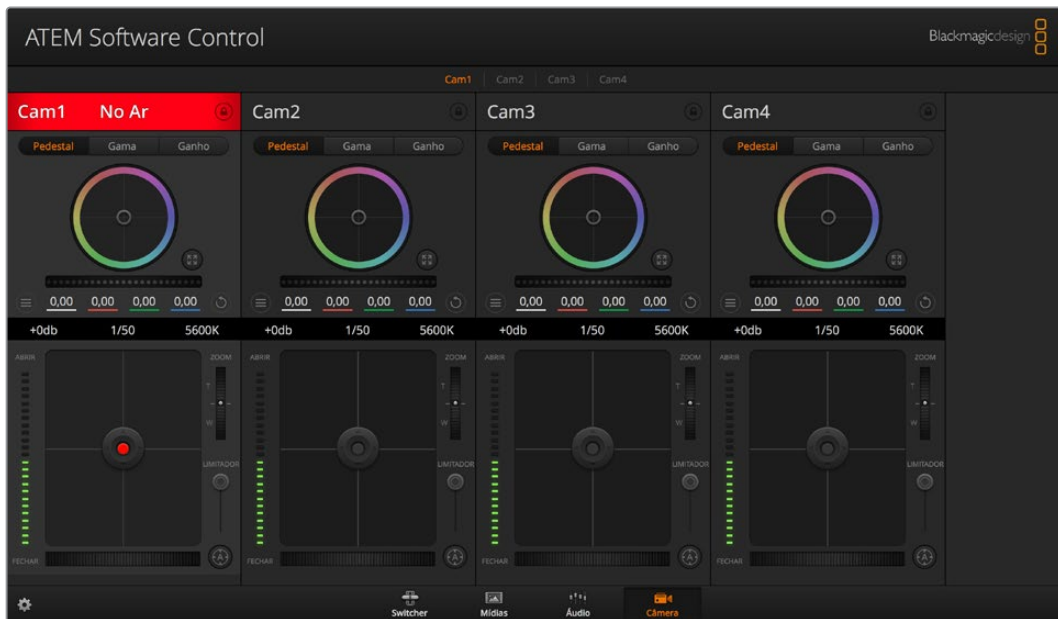 ATEM Software Control
Blackmagicdesign
Cam1 Cam2 Cam3 Cam4
Cam1 No Ar Cam2 Cam3 Cam4
Pedestal Gama Ganho Pedestal Gama Ganho Pedestal Gama Ganho Pedestal Gama Ganho
0,00 0,00 0,00 0,00 0,00 0,00 0,00 0,00 0,00 0,00 0,00 0,00 0,00 0,00 0,00 0,00
+0db 1/50 5600K +0db 1/50 5600K +0db 1/50 5600K +0db 1/50 5600K
ABRIR ZOOM ABRIR ZOOM ABRIR ZOOM ABRIR ZOOM
T T T T
W W W W
LIMITADOR LIMITADOR LIMITADOR LIMITADOR
FECHAR A FECHAR A FECHAR A FECHAR A
Switcher Mídias Áudio Câmera